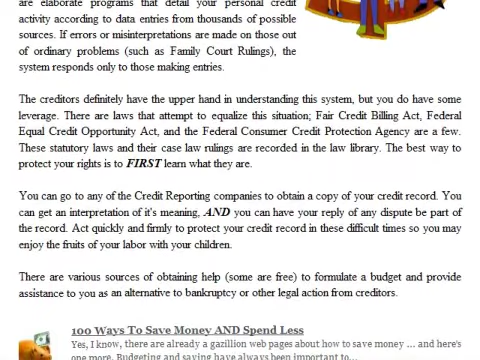 are elaborate programs that detail your personal credit
activity according to data entries from thousands of possible
sources. If errors or misinterpretations are made on those out
of ordinary problems (such as Family Court Rulings), the
system responds only to those making entries.
The creditors definitely have the upper hand in understanding this system, but you do have some
leverage. There are laws that attempt to equalize this situation; Fair Credit Billing Act, Federal
Equal Credit Opportunity Act, and the Federal Consumer Credit Protection Agency are a few.
These statutory laws and their case law rulings are recorded in the law library. The best way to
protect your rights is to FIRST learn what they are.
You can go to any of the Credit Reporting companies to obtain a copy of your credit record. You
can get an interpretation of it's meaning, AND you can have your reply of any dispute be part of
the record. Act quickly and firmly to protect your credit record in these difficult times so you may
enjoy the fruits of your labor with your children.
There are various sources of obtaining help (some are free) to formulate a budget and provide
assistance to you as an alternative to bankruptcy or other legal action from creditors.
100 Ways To Save Money AND Spend Less
Yes, I know, there are already a gazillion web pages about how to save money ... and here's
one more. Budgeting and saving have always been important to...